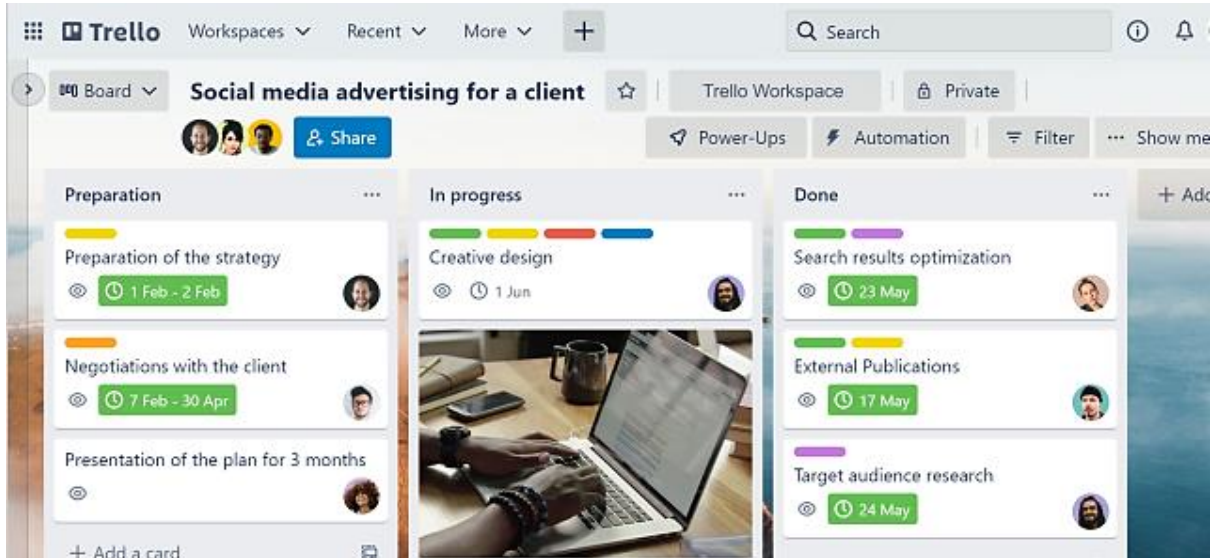 Trello Workspaces Recent More Search
Board Social media advertising for a client Trello Workspace Private
Share Power-Ups Automation Filter Show me
Preparation
Preparation of the strategy
1 Feb - 2 Feb
Negotiations with the client
7 Feb - 30 Apr
Presentation of the plan for 3 months
+ Add a card
In progress
Creative design
1 Jun
Done
Search results optimization
23 May
External Publications
17 May
Target audience research
24 May
+ Add